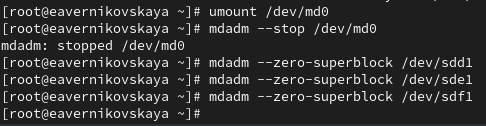 [root@eavernikovskaya ~]# umount /dev/md0
[root@eavernikovskaya ~]# mdadm --stop /dev/md0
mdadm: stopped /dev/md0
[root@eavernikovskaya ~]# mdadm --zero-superblock /dev/sdd1
[root@eavernikovskaya ~]# mdadm --zero-superblock /dev/sde1
[root@eavernikovskaya ~]# mdadm --zero-superblock /dev/sdf1
[root@eavernikovskaya ~]#